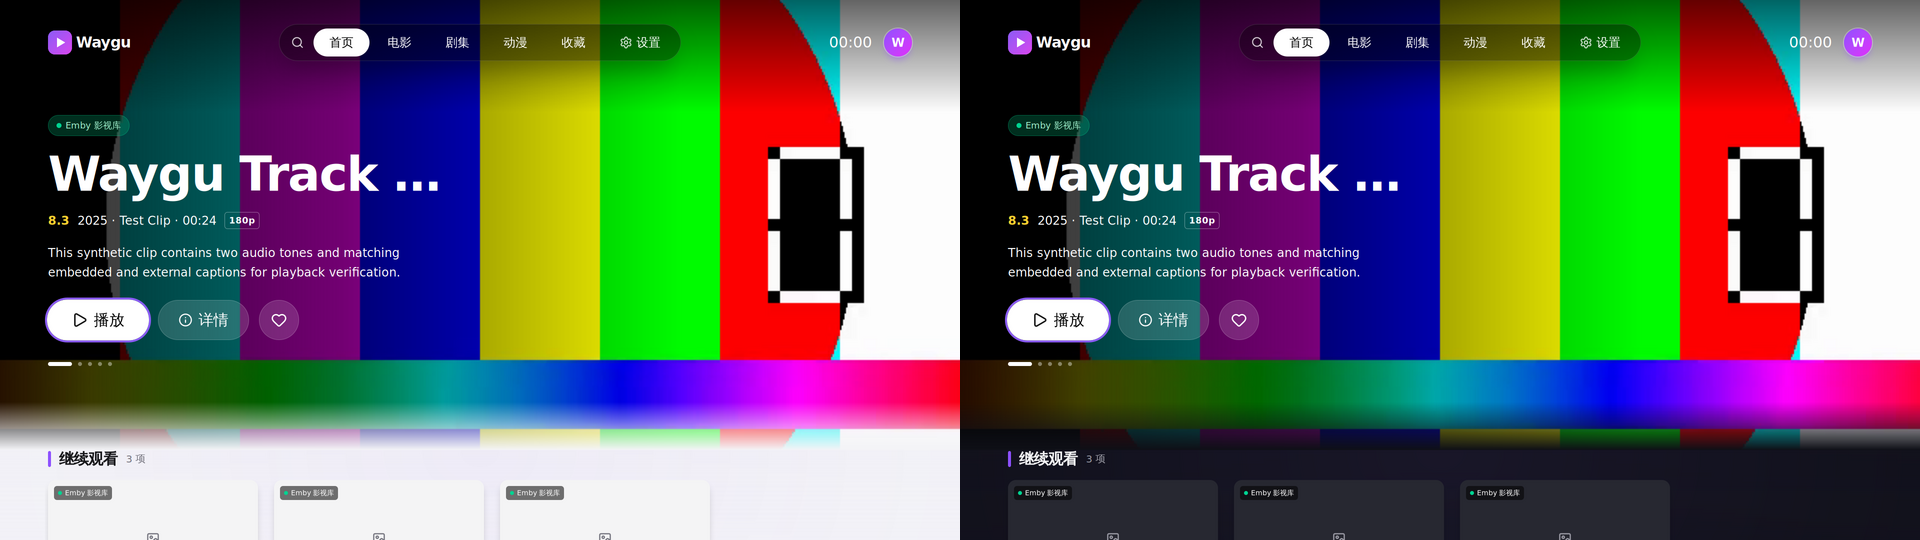 Waygu
首页 电影 剧集 动漫 收藏 设置
00:00 W
Emby 影视库
Waygu Track ...
8.3 2025 · Test Clip · 00:24 180p
This synthetic clip contains two audio tones and matching
embedded and external captions for playback verification.
播放 详情
继续观看 3 项
Emby 影视库 Emby 影视库 Emby 影视库
Waygu
首页 电影 剧集 动漫 收藏 设置
00:00 W
Emby 影视库
Waygu Track ...
8.3 2025 · Test Clip · 00:24 180p
This synthetic clip contains two audio tones and matching
embedded and external captions for playback verification.
播放 详情
继续观看 3 项
Emby 影视库 Emby 影视库 Emby 影视库